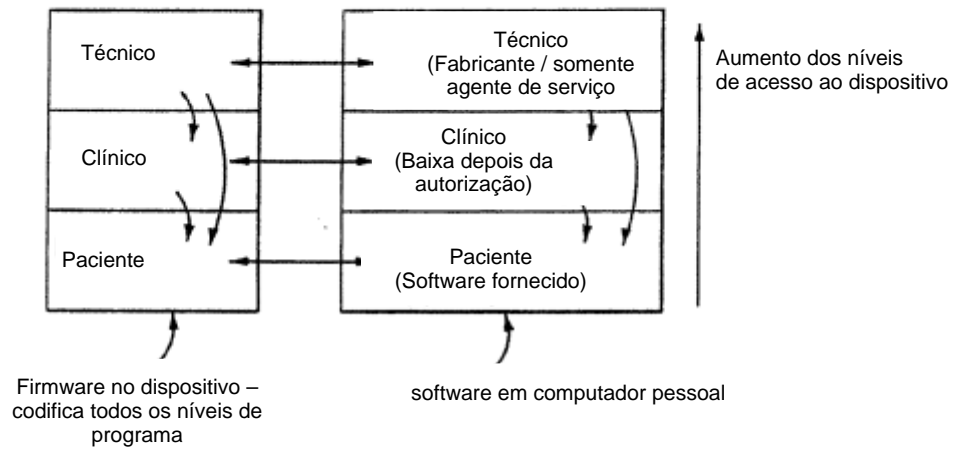 Técnico
Clínico
Paciente
Técnico
(Fabricante / somente
agente de serviço
Clínico
(Baixa depois da
autorização)
Paciente
(Software fornecido)
Aumento dos níveis
de acesso ao dispositivo
Firmware no dispositivo –
codifica todos os níveis de
programa
software em computador pessoal